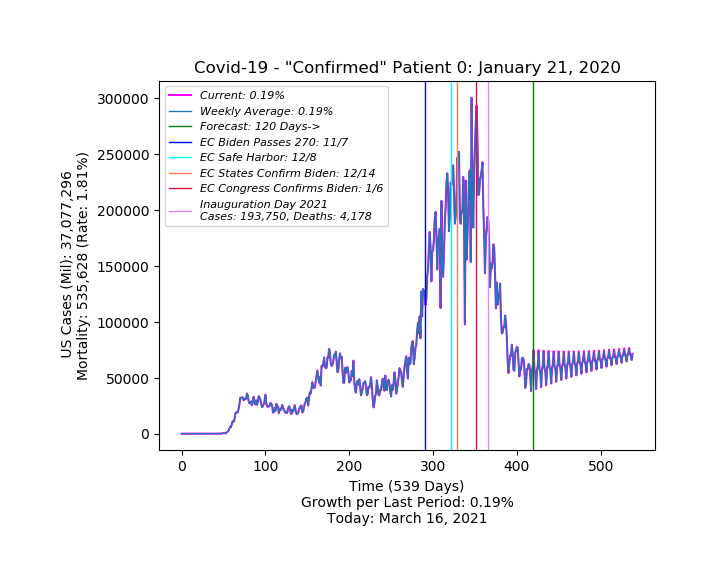 Covid-19 - "Confirmed" Patient 0: January 21, 2020
300000
250000
200000
150000
100000
50000
0
US Cases (Mil): 37,077,296
Mortality: 535,628 (Rate: 1.81%)
Current: 0.19%
Weekly Average: 0.19%
Forecast: 120 Days->
EC Biden Passes 270: 11/7
EC Safe Harbor: 12/8
EC States Confirm Biden: 12/14
EC Congress Confirms Biden: 1/6
Inauguration Day 2021
Cases: 193,750, Deaths: 4,178
0 100 200 300 400 500
Time (539 Days)
Growth per Last Period: 0.19%
Today: March 16, 2021